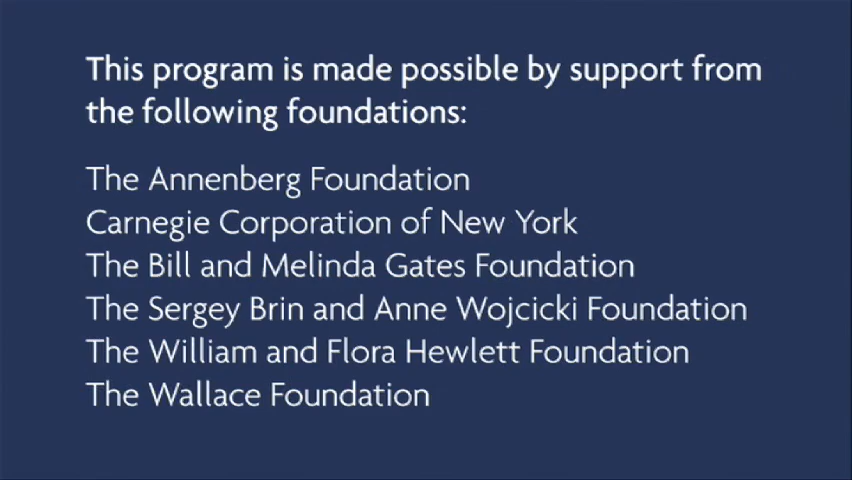 This program is made possible by support from
the following foundations:
The Annenberg Foundation
Carnegie Corporation of New York
The Bill and Melinda Gates Foundation
The Sergey Brin and Anne Wojcicki Foundation
The William and Flora Hewlett Foundation
The Wallace Foundation